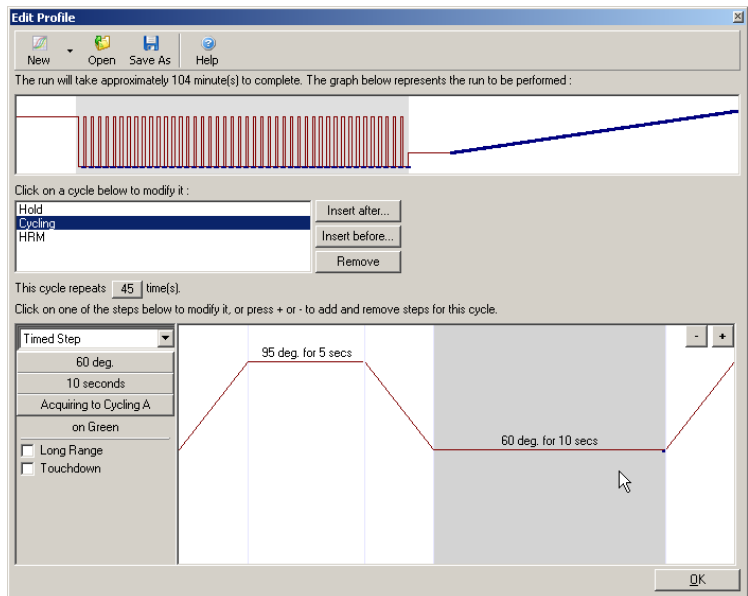 Edit Profile
New Open Save As Help
The run will take approximately 104 minute(s) to complete. The graph below represents the run to be performed :
Click on a cycle below to modify it :
Hold
Cycling
HRM
Insert after...
Insert before...
Remove
This cycle repeats 45 time(s).
Click on one of the steps below to modify it, or press + or - to add and remove steps for this cycle.
Timed Step
60 deg.
10 seconds
Acquiring to Cycling A
on Green
Long Range
Touchdown
95 deg. for 5 secs
60 deg. for 10 secs
- +
OK